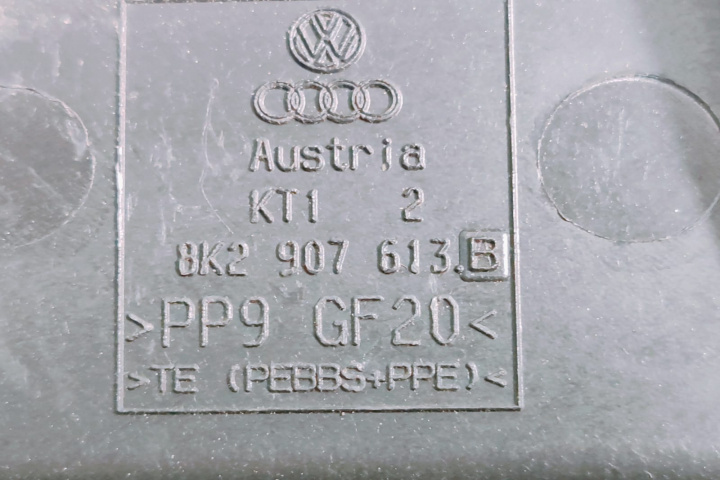 Austria
KT1 2
8K2 907 613.B
>PP9 GF20<
>TE (PEBBS+PPE)<